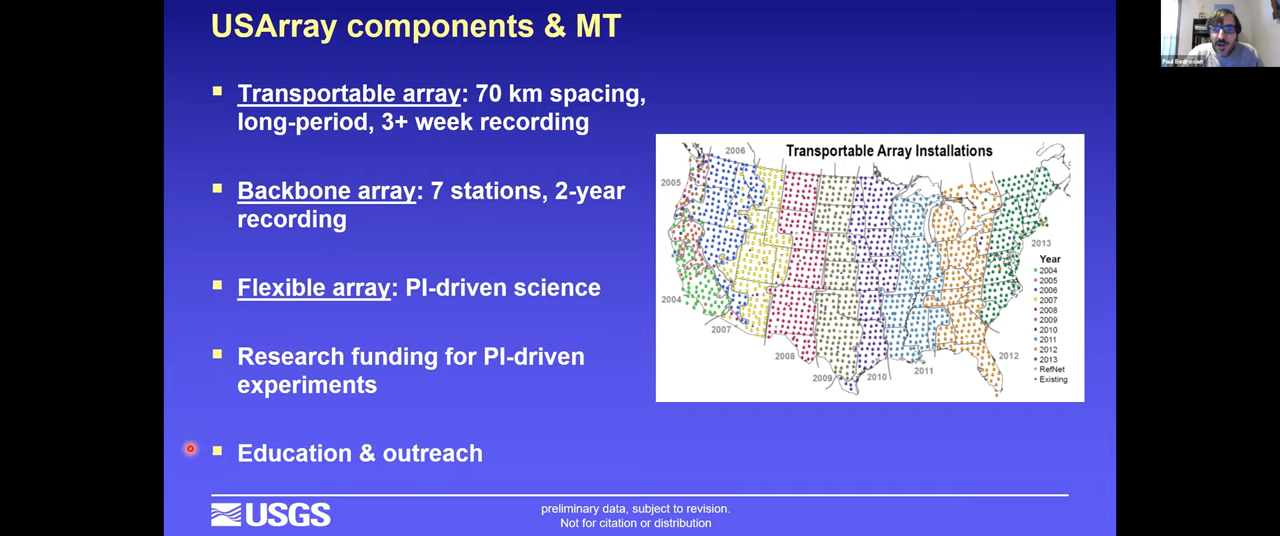 USArray components & MT
Paul Bedrosian
Transportable array: 70 km spacing,
long-period, 3+ week recording
Backbone array: 7 stations, 2-year
recording
Flexible array: PI-driven science
Research funding for PI-driven
experiments
Education & outreach
Transportable Array Installations
2006
2005
2004
2007
2008
2009
2010
2011
2012
2013
Year
2004
2005
2006
2007
2008
2009
2010
2011
2012
2013
RefNet
Existing
USGS
preliminary data, subject to revision.
Not for citation or distribution